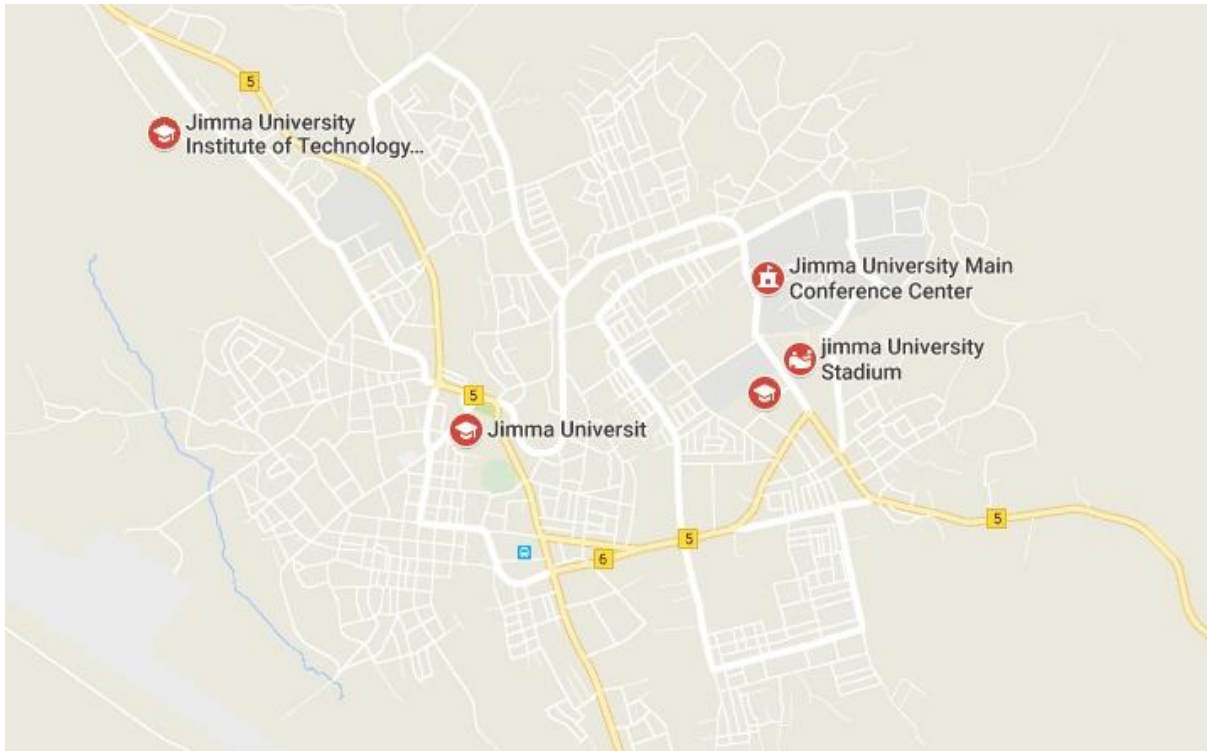 5
Jimma University
Institute of Technology...
Jimma University Main
Conference Center
jimma University
Stadium
5
Jimma Universit
5
5
6